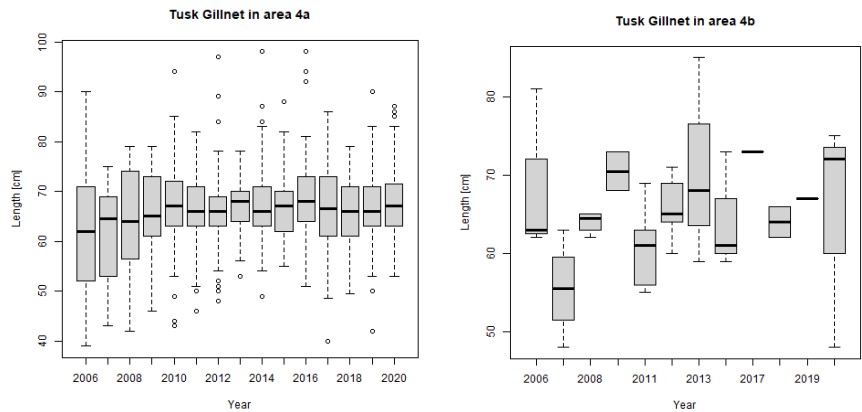 Tusk Gillnet in area 4a
100
90
80
70
60
50
40
Length [cm]
2006 2008 2010 2012 2014 2016 2018 2020
Year
Tusk Gillnet in area 4b
80
70
60
50
Length [cm]
2006 2008 2011 2013 2017 2019
Year